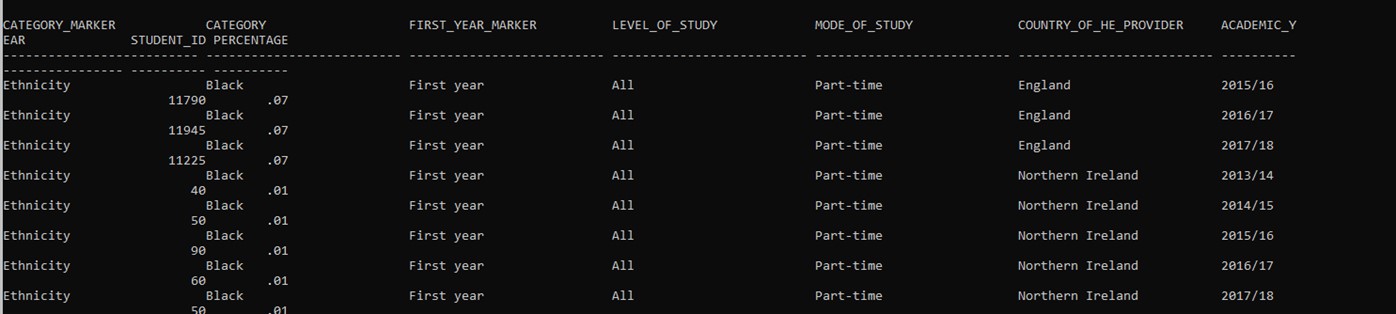 CATEGORY_MARKER CATEGORY FIRST_YEAR_MARKER LEVEL_OF_STUDY MODE_OF_STUDY COUNTRY_OF_HE_PROVIDER ACADEMIC_Y
EAR STUDENT_ID PERCENTAGE
-------------------------- -------------------------- -------------------------- -------------------------- -------------------------- -------------------------- ----------
---------------- ---------- ----------
Ethnicity Black First year All Part-time England 2015/16
11790 .07
Ethnicity Black First year All Part-time England 2016/17
11945 .07
Ethnicity Black First year All Part-time England 2017/18
11225 .07
Ethnicity Black First year All Part-time Northern Ireland 2013/14
40 .01
Ethnicity Black First year All Part-time Northern Ireland 2014/15
50 .01
Ethnicity Black First year All Part-time Northern Ireland 2015/16
90 .01
Ethnicity Black First year All Part-time Northern Ireland 2016/17
60 .01
Ethnicity Black First year All Part-time Northern Ireland 2017/18
50 .01